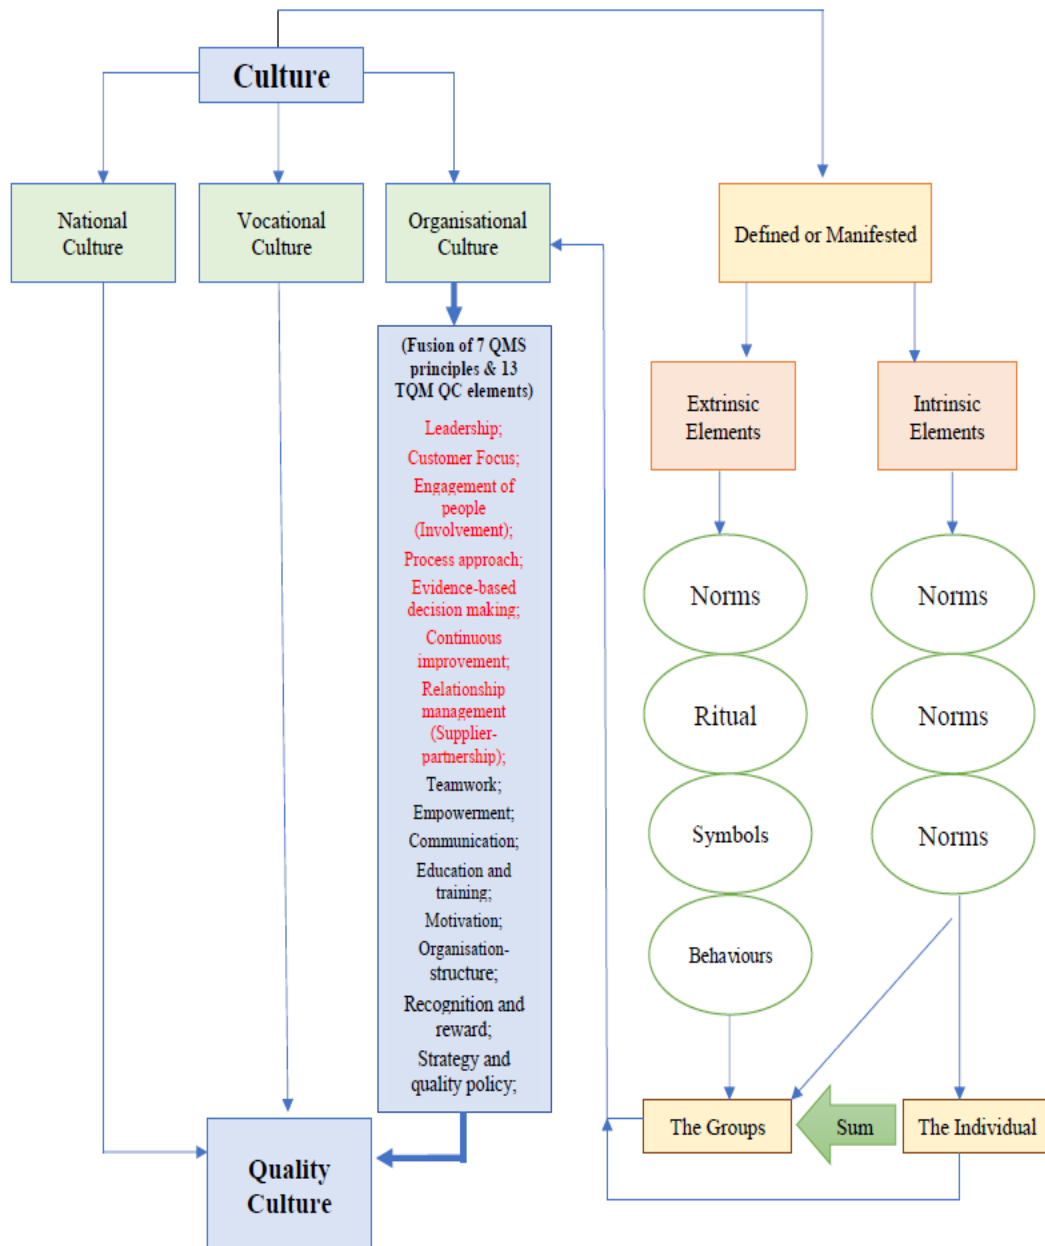 Culture
National
Culture
Vocational
Culture
Organisational
Culture
Defined or Manifested
(Fusion of 7 QMS
principles & 13
TQM QC elements)
Leadership;
Customer Focus;
Engagement of
people
(Involvement);
Process approach;
Evidence-based
decision making;
Continuous
improvement;
Relationship
management
(Supplier-
partnership);
Teamwork;
Empowerment;
Communication;
Education and
training;
Motivation;
Organisation-
structure;
Recognition and
reward;
Strategy and
quality policy;
Extrinsic
Elements
Intrinsic
Elements
Norms
Ritual
Symbols
Behaviours
Norms
Norms
Norms
The Groups
Sum
The Individual
Quality
Culture